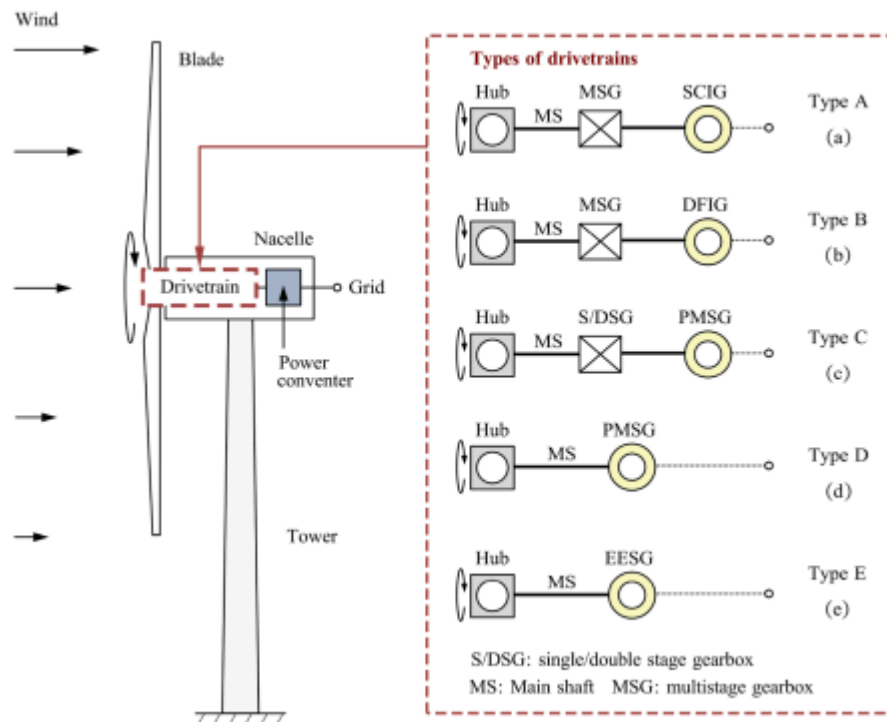 Wind
Blade
Nacelle
Drivetrain
Grid
Power
conventer
Tower
Types of drivetrains
Hub
MS
MSG
SCIG
Type A
(a)
Hub
MS
MSG
DFIG
Type B
(b)
Hub
MS
S/DSG
PMSG
Type C
(c)
Hub
MS
PMSG
Type D
(d)
Hub
MS
EESG
Type E
(e)
S/DSG: single/double stage gearbox
MS: Main shaft MSG: multistage gearbox